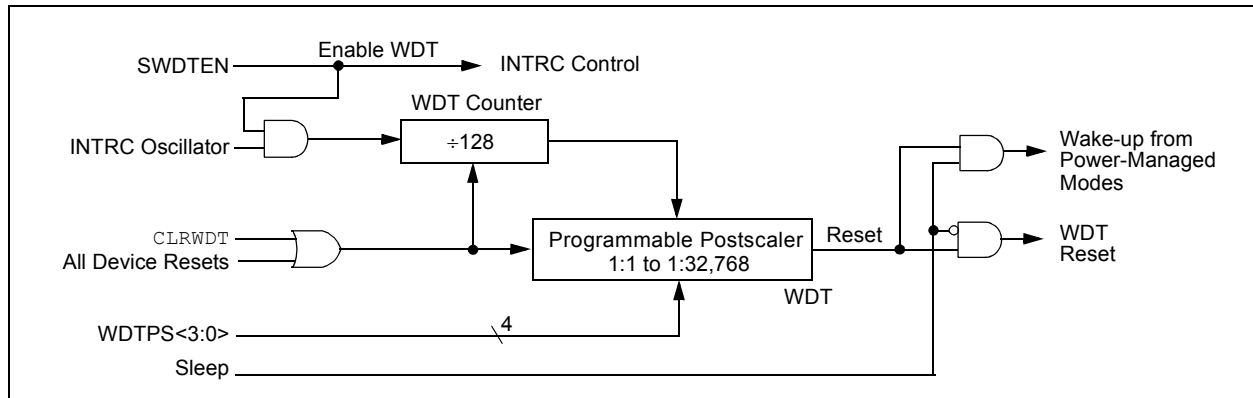 Enable WDT
SWDTEN
INTRC Control
WDT Counter
INTRC Oscillator
÷128
Wake-up from
Power-Managed
Modes
CLRWDT
All Device Resets
Programmable Postscaler
1:1 to 1:32,768
Reset
WDT
WDT
Reset
WDTPS<3:0>
4
Sleep